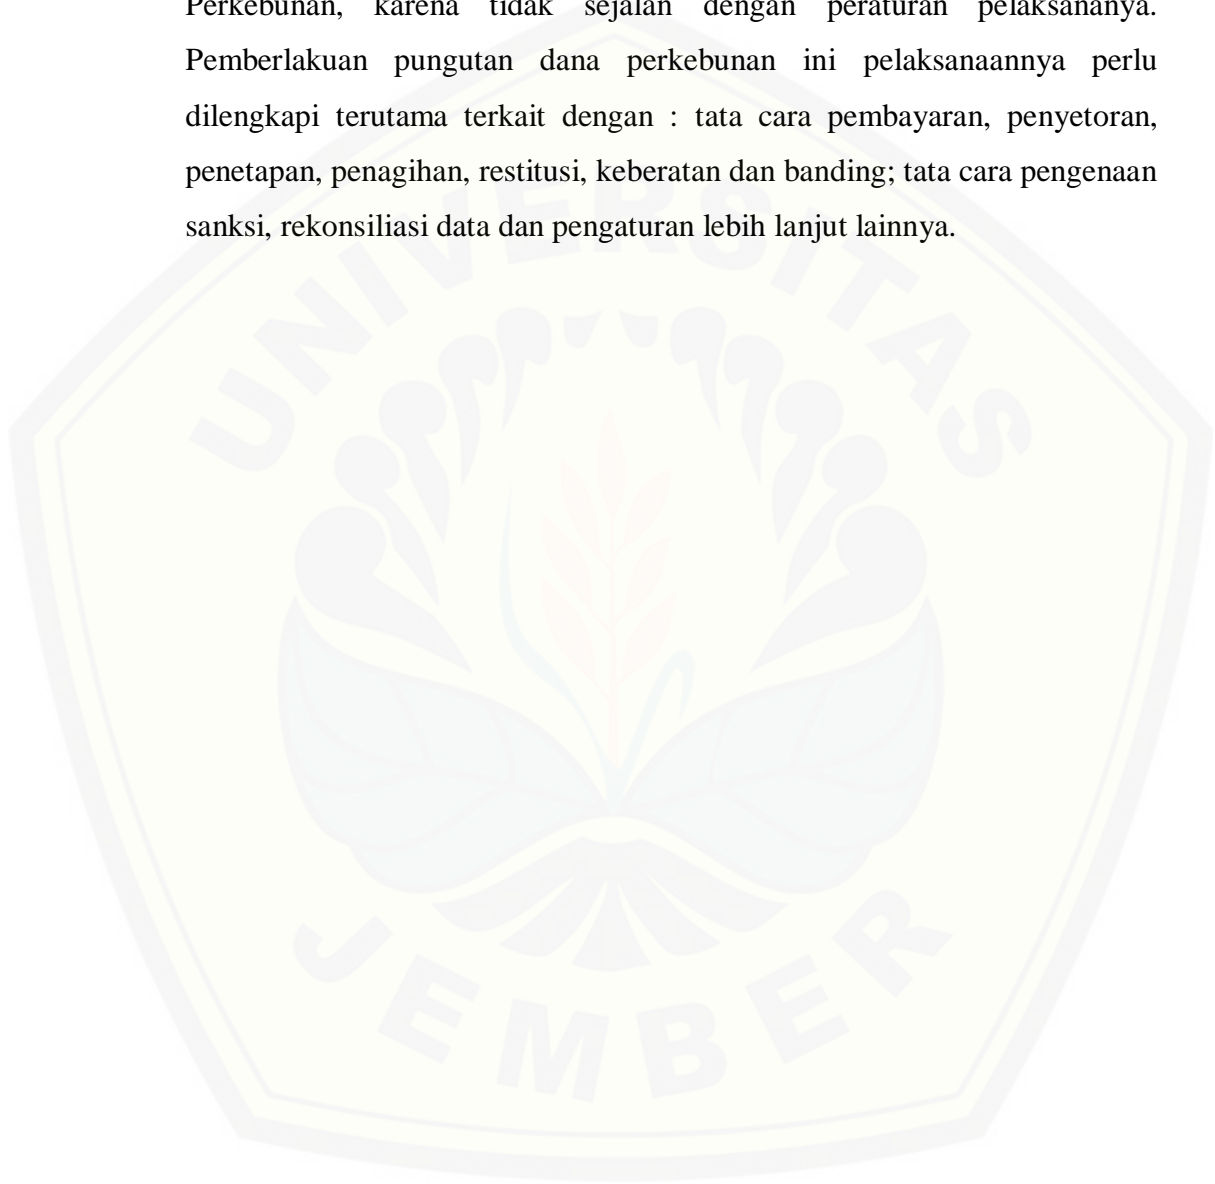 Perkebunan, karena tidak sejalan dengan peraturan pelaksananya.
Pemberlakuan pungutan dana perkebunan ini pelaksanaannya perlu
dilengkapi terutama terkait dengan : tata cara pembayaran, penyetoran,
penetapan, penagihan, restitusi, keberatan dan banding; tata cara pengenaan
sanksi, rekonsiliasi data dan pengaturan lebih lanjut lainnya.
UNIVERSITAS
JEMBER